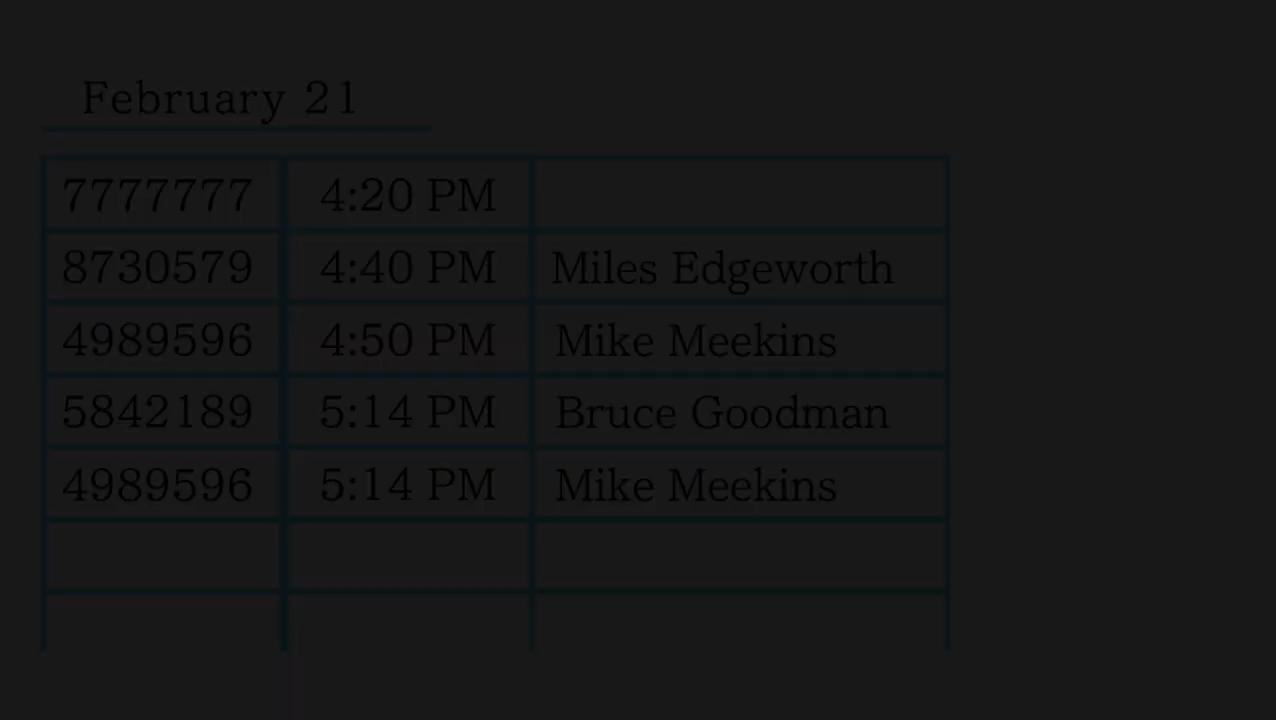 February 21
7777777 4:20 PM
8730579 4:40 PM Miles Edgeworth
4989596 4:50 PM Mike Meekins
5842189 5:14 PM Bruce Goodman
4989596 5:14 PM Mike Meekins